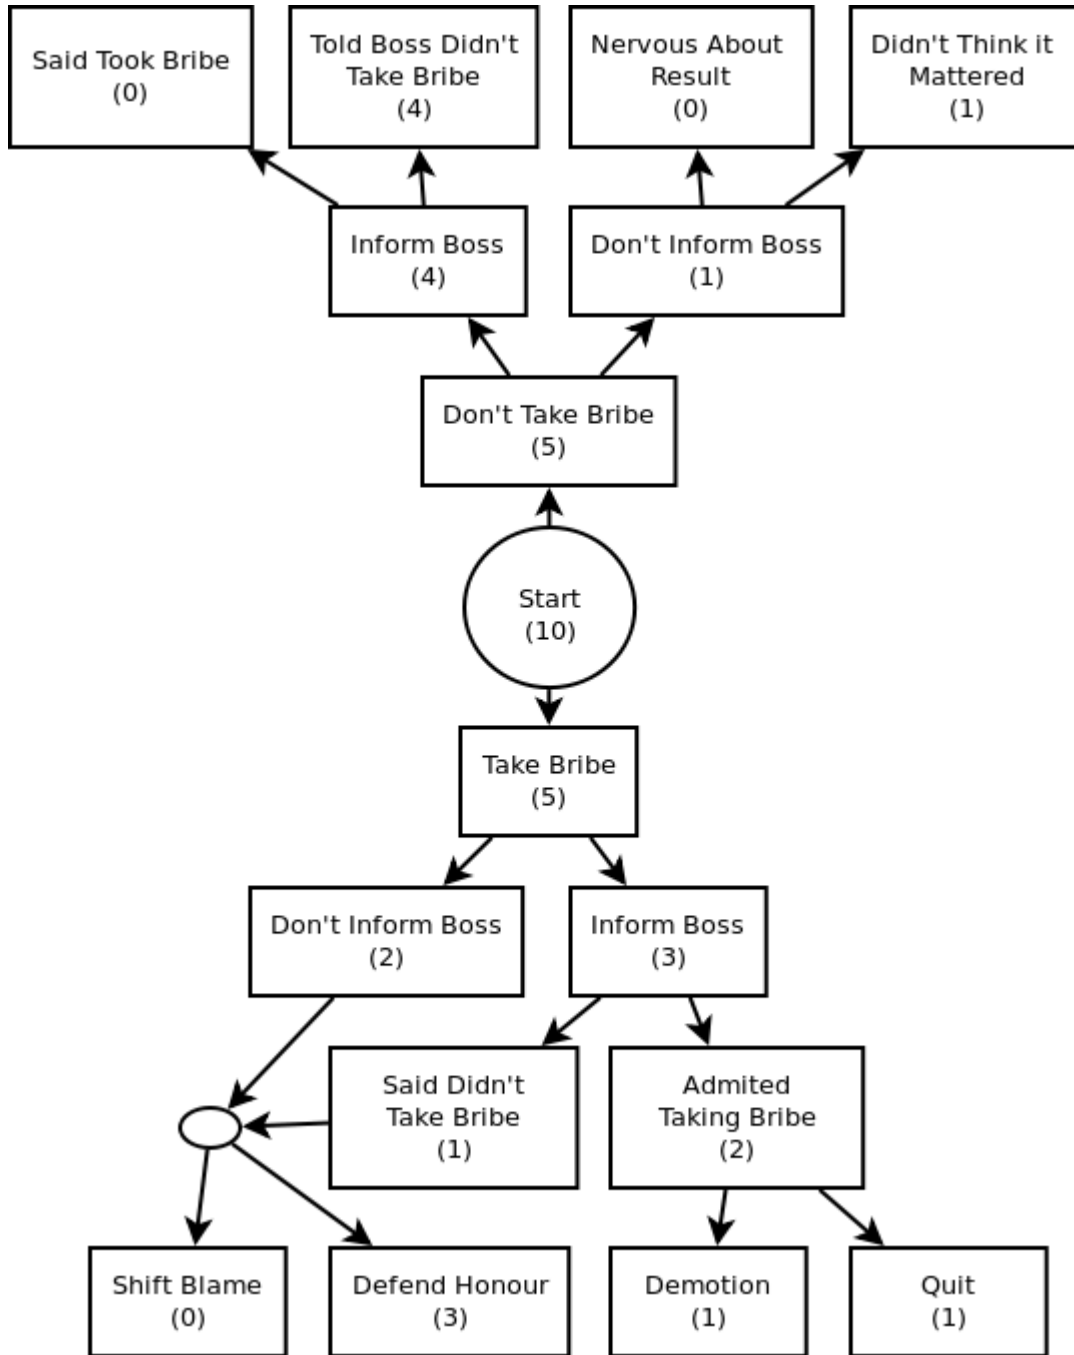 Said Took Bribe
(0)
Told Boss Didn't
Take Bribe
(4)
Nervous About
Result
(0)
Didn't Think it
Mattered
(1)
Inform Boss
(4)
Don't Inform Boss
(1)
Don't Take Bribe
(5)
Start
(10)
Take Bribe
(5)
Don't Inform Boss
(2)
Inform Boss
(3)
Said Didn't
Take Bribe
(1)
Admited
Taking Bribe
(2)
Shift Blame
(0)
Defend Honour
(3)
Demotion
(1)
Quit
(1)